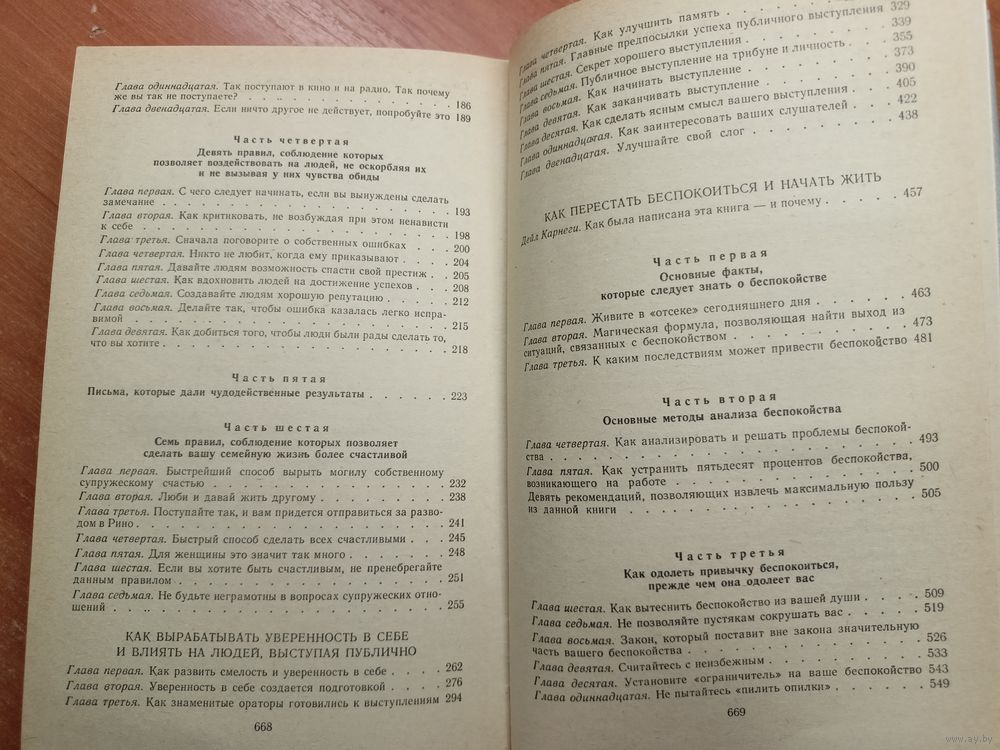 Глава одиннадцатая. Так поступают в кино и на радио. Так почему
же вы так не поступаете? . . . . . . . . . . . . 186
Глава двенадцатая. Если ничто другое не действует, попробуйте это 189
Часть четвертая
Девять правил, соблюдение которых
позволяет воздействовать на людей, не оскорбляя их
и не вызывая у них чувства обиды
Глава первая. С чего следует начинать, если вы вынуждены сделать
замечание . . . . . . . . . . . . 193
Глава вторая. Как критиковать, не возбуждая при этом ненависти
к себе . . . . . . . . . . . . 198
Глава третья. Сначала поговорите о собственных ошибках . . . 200
Глава четвертая. Никто не любит, когда ему приказывают . . . 204
Глава пятая. Давайте людям возможность спасти свой престиж . . 205
Глава шестая. Как вдохновить людей на достижение успехов . . 208
Глава седьмая. Создавайте людям хорошую репутацию . . . . 212
Глава восьмая. Делайте так, чтобы ошибка казалась легко испра-
вимой . . . . . . . . . . . . 215
Глава девятая. Как добиться того, чтобы люди были рады сделать то,
что вы хотите . . . . . . . . . . . . 218
Часть пятая
Письма, которые дали чудодейственные результаты . . . . . . 223
Часть шестая
Семь правил, соблюдение которых позволяет
сделать вашу семейную жизнь более счастливой
Глава первая. Быстрейший способ вырыть могилу собственному
супружескому счастью . . . . . . . . . . 232
Глава вторая. Люби и давай жить другому . . . . . . . 238
Глава третья. Поступайте так, и вам придется отправиться за разво-
дом в Рино . . . . . . . . . . . . 241
Глава четвертая. Быстрый способ сделать всех счастливыми . . . 245
Глава пятая. Для женщины это значит так много . . . . . . 248
Глава шестая. Если вы хотите быть счастливым, не пренебрегайте
данным правилом . . . . . . . . . . . . 251
Глава седьмая. Не будьте неграмотны в вопросах супружеских отно-
шений . . . . . . . . . . . . 255
КАК ВЫРАБАТЫВАТЬ УВЕРЕННОСТЬ В СЕБЕ
И ВЛИЯТЬ НА ЛЮДЕЙ, ВЫСТУПАЯ ПУБЛИЧНО
Глава первая. Как развить смелость и уверенность в себе . . . . 262
Глава вторая. Уверенность в себе создается подготовкой . . . . 276
Глава третья. Как знаменитые ораторы готовились к выступлениям 294
668
Глава четвертая. Как улучшить память . . . . . . . 329
Глава пятая. Главные предпосылки успеха публичного выступления 339
Глава шестая. Секрет хорошего выступления . . . . . . 355
Глава седьмая. Публичное выступление на трибуне и личность . . 373
Глава восьмая. Как начинать выступление . . . . . . . 390
Глава девятая. Как заканчивать выступление . . . . . . 405
Глава десятая. Как сделать ясным смысл вашего выступления . . . 422
Глава одиннадцатая. Как заинтересовать ваших слушателей . . . 438
Глава двенадцатая. Улучшайте свой слог . . . . . . .
КАК ПЕРЕСТАТЬ БЕСПОКОИТЬСЯ И НАЧАТЬ ЖИТЬ
Дейл Карнеги. Как была написана эта книга — и почему . . . . . 457
Часть первая
Основные факты,
которые следует знать о беспокойстве
Глава первая. Живите в «отсеке» сегодняшнего дня . . . . . 463
Глава вторая. Магическая формула, позволяющая найти выход из
ситуаций, связанных с беспокойством . . . . . . . . 473
Глава третья. К каким последствиям может привести беспокойство 481
Часть вторая
Основные методы анализа беспокойства
Глава четвертая. Как анализировать и решать проблемы беспокой-
ства . . . . . . . . . . . . 493
Глава пятая. Как устранить пятьдесят процентов беспокойства,
возникающего на работе . . . . . . . . . . 500
Девять рекомендаций, позволяющих извлечь максимальную пользу
из данной книги . . . . . . . . . . . . 505
Часть третья
Как одолеть привычку беспокоиться,
прежде чем она одолеет вас
Глава шестая. Как вытеснить беспокойство из вашей души . . . . 509
Глава седьмая. Не позволяйте пустякам сокрушать вас . . . . . 519
Глава восьмая. Закон, который поставит вне закона значительную
часть вашего беспокойства . . . . . . . . . . 526
Глава девятая. Считайтесь с неизбежным . . . . . . . . 533
Глава десятая. Установите «ограничитель» на ваше беспокойство 543
Глава одиннадцатая. Не пытайтесь «пилить опилки» . . . . . 549
669
www.ay.by